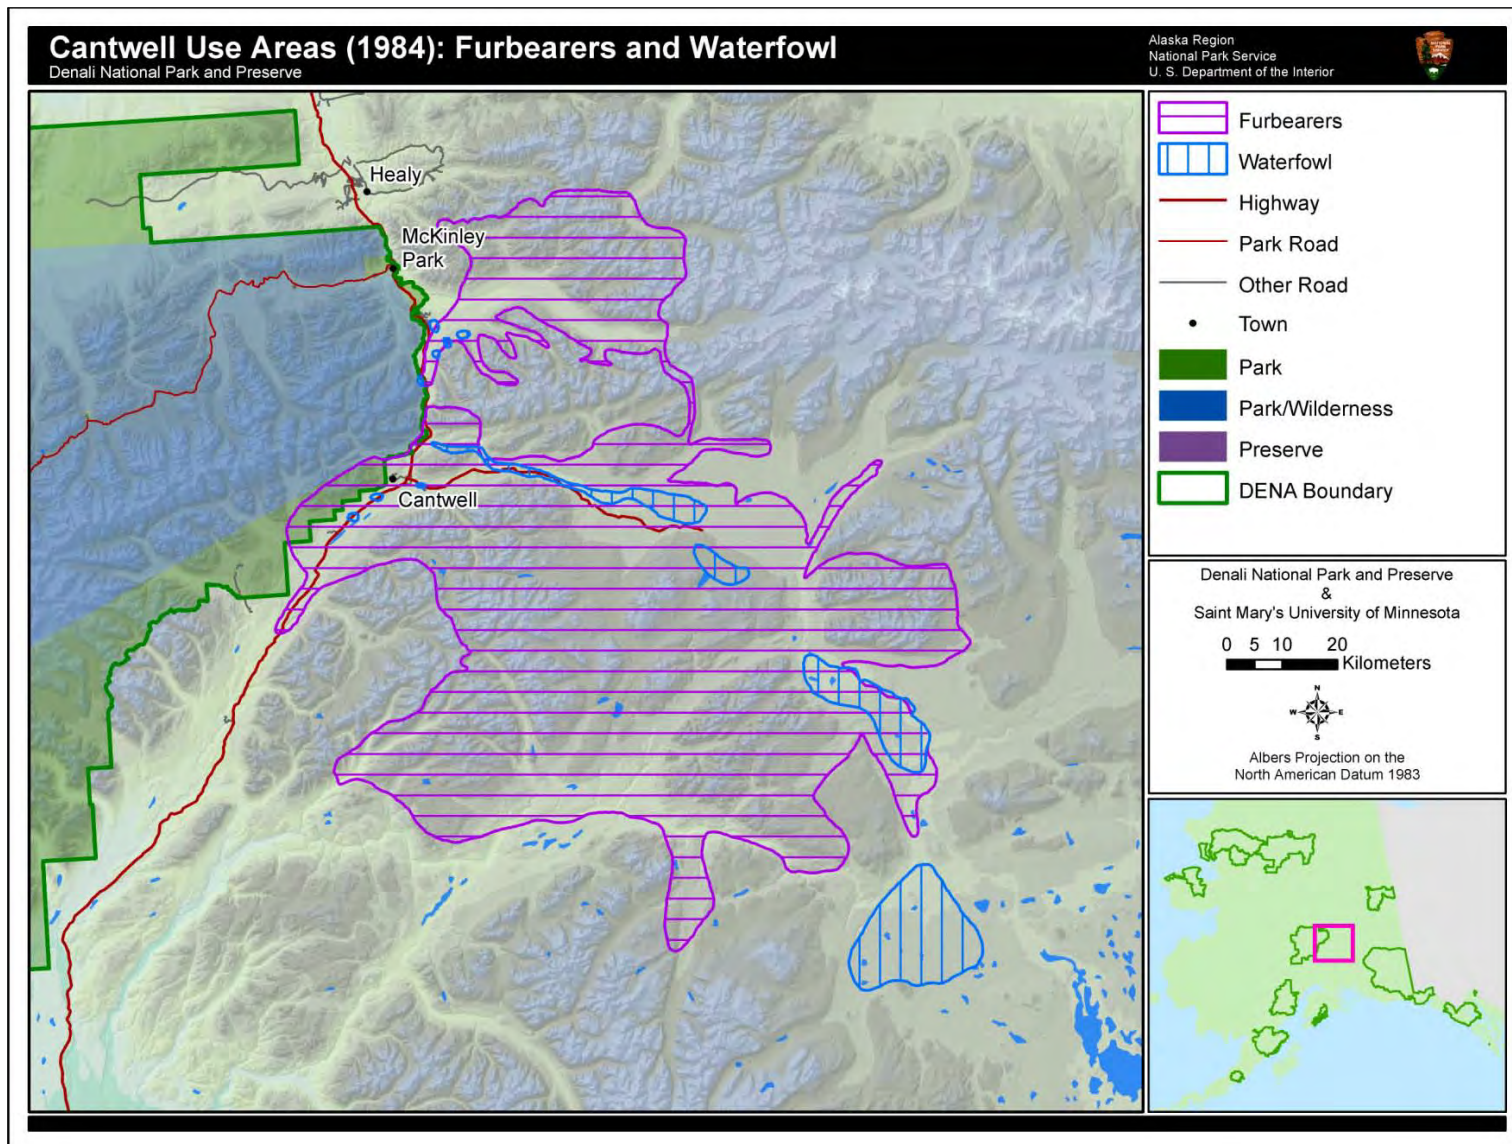 Cantwell Use Areas (1984): Furbearers and Waterfowl
Denali National Park and Preserve
Alaska Region
National Park Service
U. S. Department of the Interior
Healy
McKinley
Park
Cantwell
Furbearers
Waterfowl
Highway
Park Road
Other Road
Town
Park
Park/Wilderness
Preserve
DENA Boundary
Denali National Park and Preserve
&
Saint Mary's University of Minnesota
0 5 10 20
Kilometers
N
W E
S
Albers Projection on the
North American Datum 1983